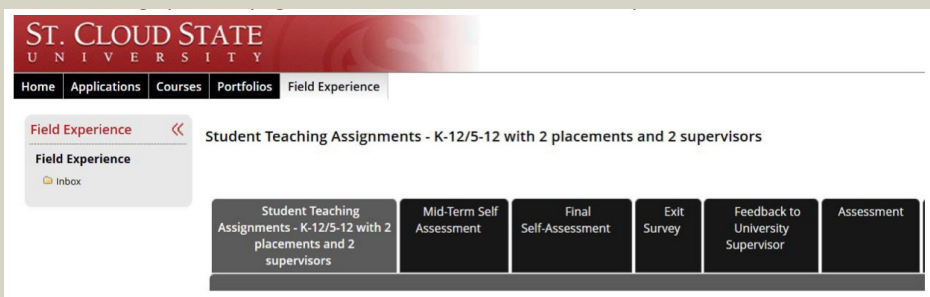 ST. CLOUD STATE
UNIVERSITY
Home Applications Courses Portfolios Field Experience
Field Experience
Field Experience
Inbox
Student Teaching Assignments - K-12/5-12 with 2 placements and 2 supervisors
Student Teaching
Assignments - K-12/5-12 with 2
placements and 2
supervisors
Mid-Term Self
Assessment
Final
Self-Assessment
Exit
Survey
Feedback to
University
Supervisor
Assessment